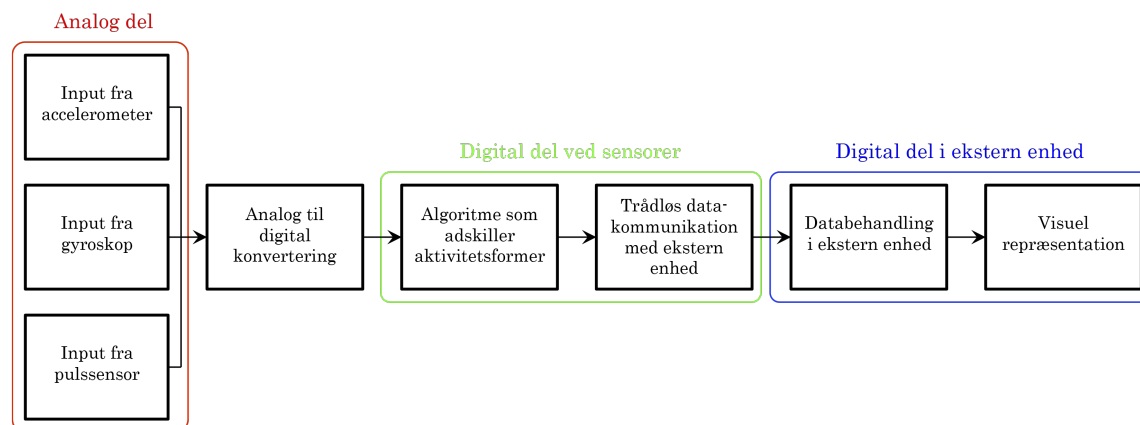 Analog del
Input fra
accelerometer
Input fra
gyroskop
Input fra
pulssensor
Analog til
digital
konvertering
Digital del ved sensorer
Algoritme som
adskiller
aktivitetsformer
Trådløs data-
kommunikation
med ekstern
enhed
Digital del i ekstern enhed
Databehandling
i ekstern enhed
Visuel
repræsentation